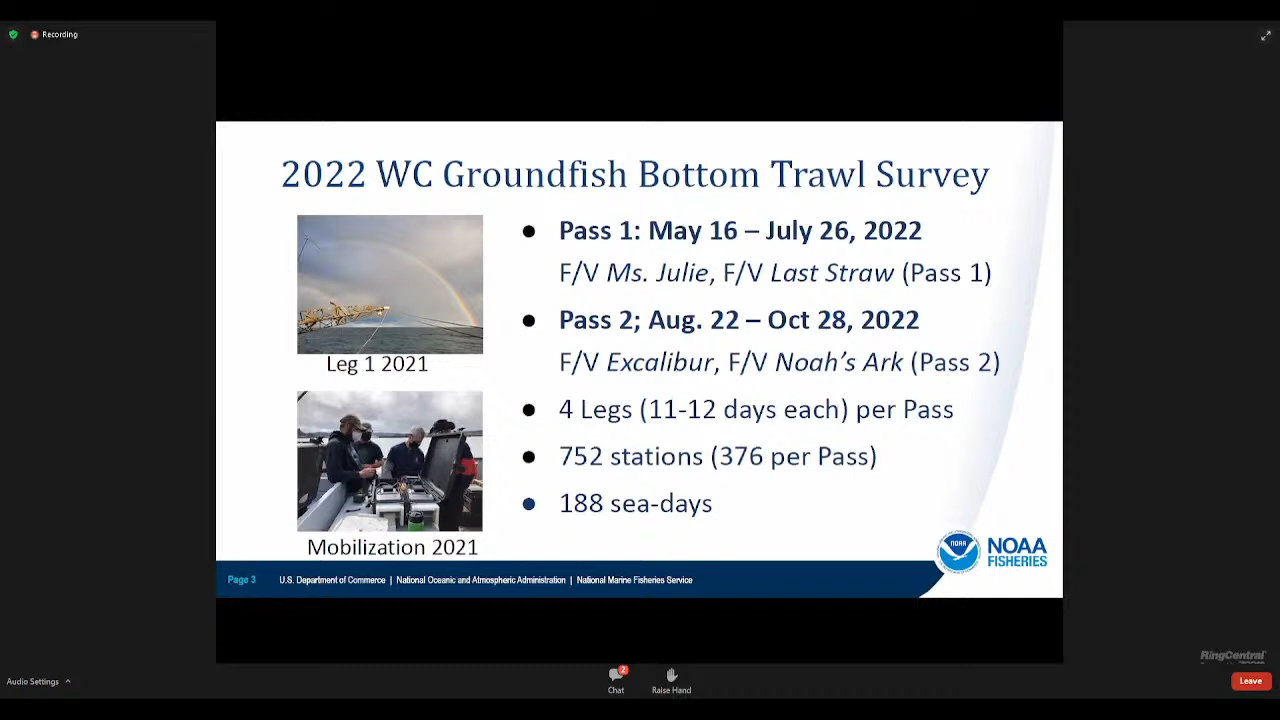 Recording
2022 WC Groundfish Bottom Trawl Survey
● Pass 1: May 16 – July 26, 2022
F/V Ms. Julie, F/V Last Straw (Pass 1)
● Pass 2; Aug. 22 – Oct 28, 2022
F/V Excalibur, F/V Noah's Ark (Pass 2)
● 4 Legs (11-12 days each) per Pass
● 752 stations (376 per Pass)
● 188 sea-days
Leg 1 2021
Mobilization 2021
NOAA
NOAA
FISHERIES
Page 3
U.S. Department of Commerce | National Oceanic and Atmospheric Administration | National Marine Fisheries Service
RingCentral
Audio Settings
2
Chat
Raise Hand
Leave